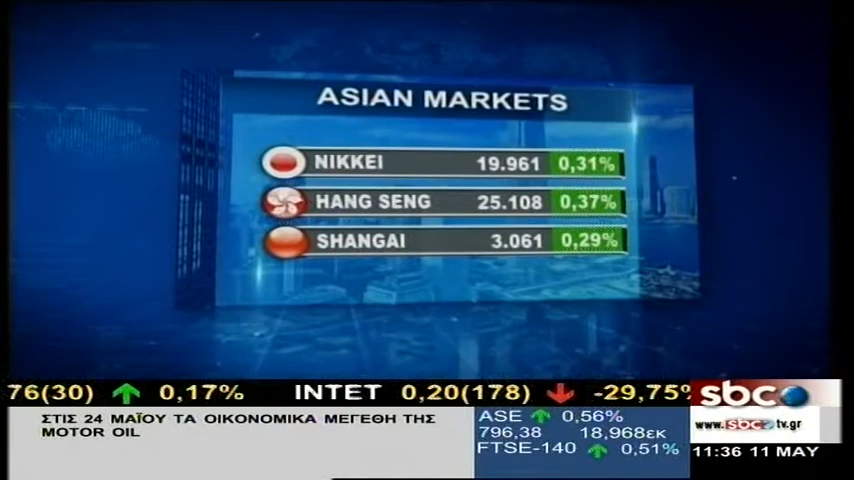 ASIAN MARKETS
NIKKEI 19.961 0,31%
HANG SENG 25.108 0,37%
SHANGAI 3.061 0,29%
76(30) 0,17% INTET 0,20(178) -29,75%
sbc
www.sbctv.gr
ΣΤΙΣ 24 ΜΑΪΟΥ ΤΑ ΟΙΚΟΝΟΜΙΚΑ ΜΕΓΕΘΗ ΤΗΣ
MOTOR OIL
ASE 0,56%
796,38 18,968εκ
FTSE-140 0,51%
11:36 11 MAY